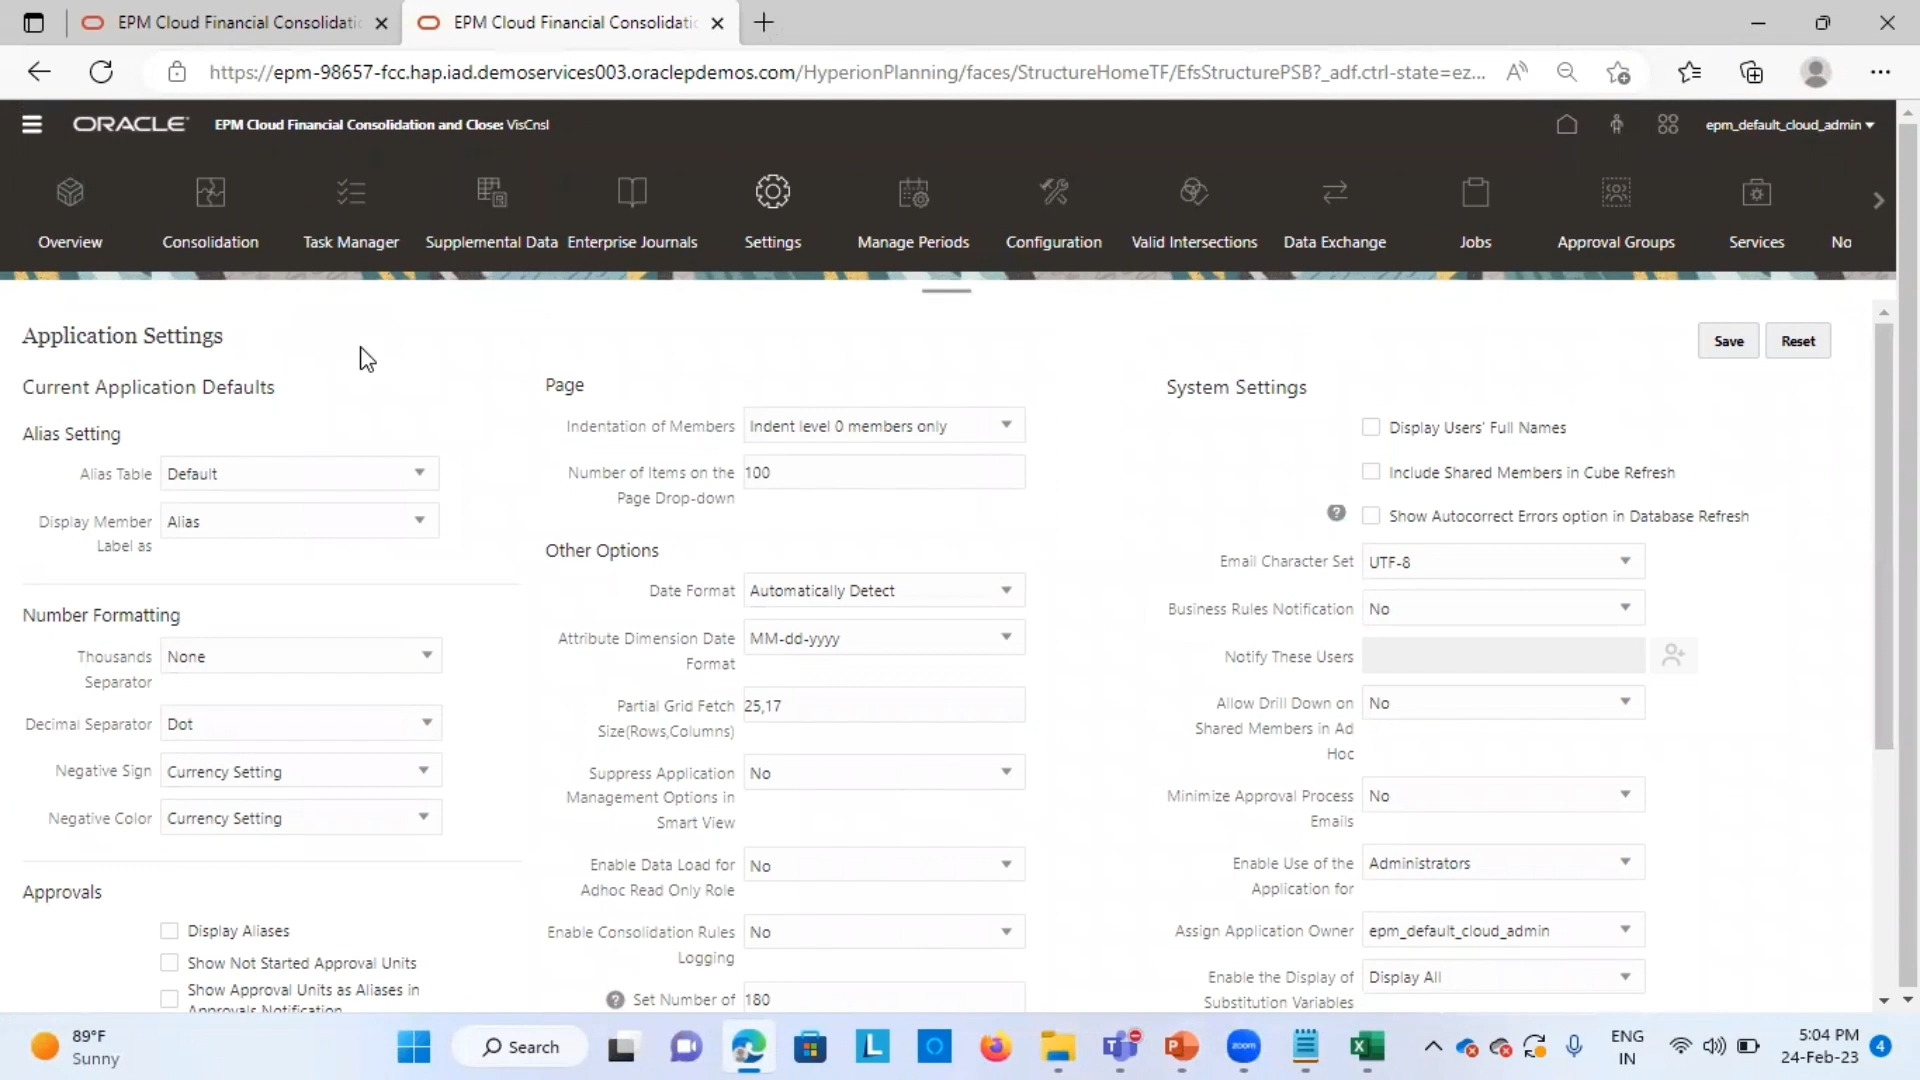 EPM Cloud Financial Consolidatic
EPM Cloud Financial Consolidatic
https://epm-98657-fcc.hap.iad.demoservices003.oraclepdemos.com/HyperionPlanning/faces/StructureHomeTF/EfsStructurePSB?_adf.ctrl-state=ez...
ORACLE EPM Cloud Financial Consolidation and Close: VisCnsl
epm_default_cloud_admin
Overview
Consolidation
Task Manager
Supplemental Data
Enterprise Journals
Settings
Manage Periods
Configuration
Valid Intersections
Data Exchange
Jobs
Approval Groups
Services
No
Application Settings
Save
Reset
Current Application Defaults
Alias Setting
Alias Table Default
Display Member Alias
Label as
Number Formatting
Thousands None
Separator
Decimal Separator Dot
Negative Sign Currency Setting
Negative Color Currency Setting
Approvals
Display Aliases
Show Not Started Approval Units
Show Approval Units as Aliases in
Approvals Notification
Page
Indentation of Members Indent level 0 members only
Number of Items on the 100
Page Drop-down
Other Options
Date Format Automatically Detect
Attribute Dimension Date MM-dd-yyyy
Format
Partial Grid Fetch 25,17
Size(Rows,Columns)
Suppress Application No
Management Options in
Smart View
Enable Data Load for No
Adhoc Read Only Role
Enable Consolidation Rules No
Logging
? Set Number of 180
System Settings
Display Users' Full Names
Include Shared Members in Cube Refresh
? Show Autocorrect Errors option in Database Refresh
Email Character Set UTF-8
Business Rules Notification No
Notify These Users
Allow Drill Down on No
Shared Members in Ad
Hoc
Minimize Approval Process No
Emails
Enable Use of the Administrators
Application for
Assign Application Owner epm_default_cloud_admin
Enable the Display of Display All
Substitution Variables
89°F
Sunny
Search
zoom
ENG
IN
5:04 PM
24-Feb-23
4